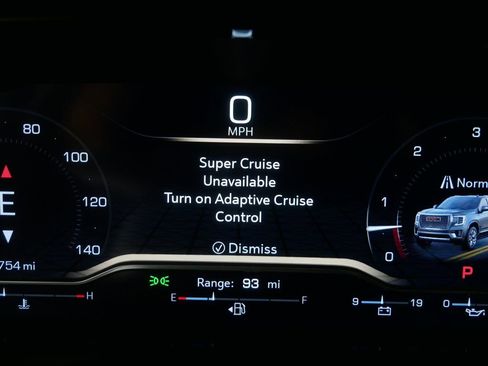 0
MPH
Super Cruise
Unavailable
Turn on Adaptive Cruise
Control
Dismiss
80
100
120
140
E
754 mi
3
2
1
0
Norm
P
Range: 93 mi
H
E F
9 19
0